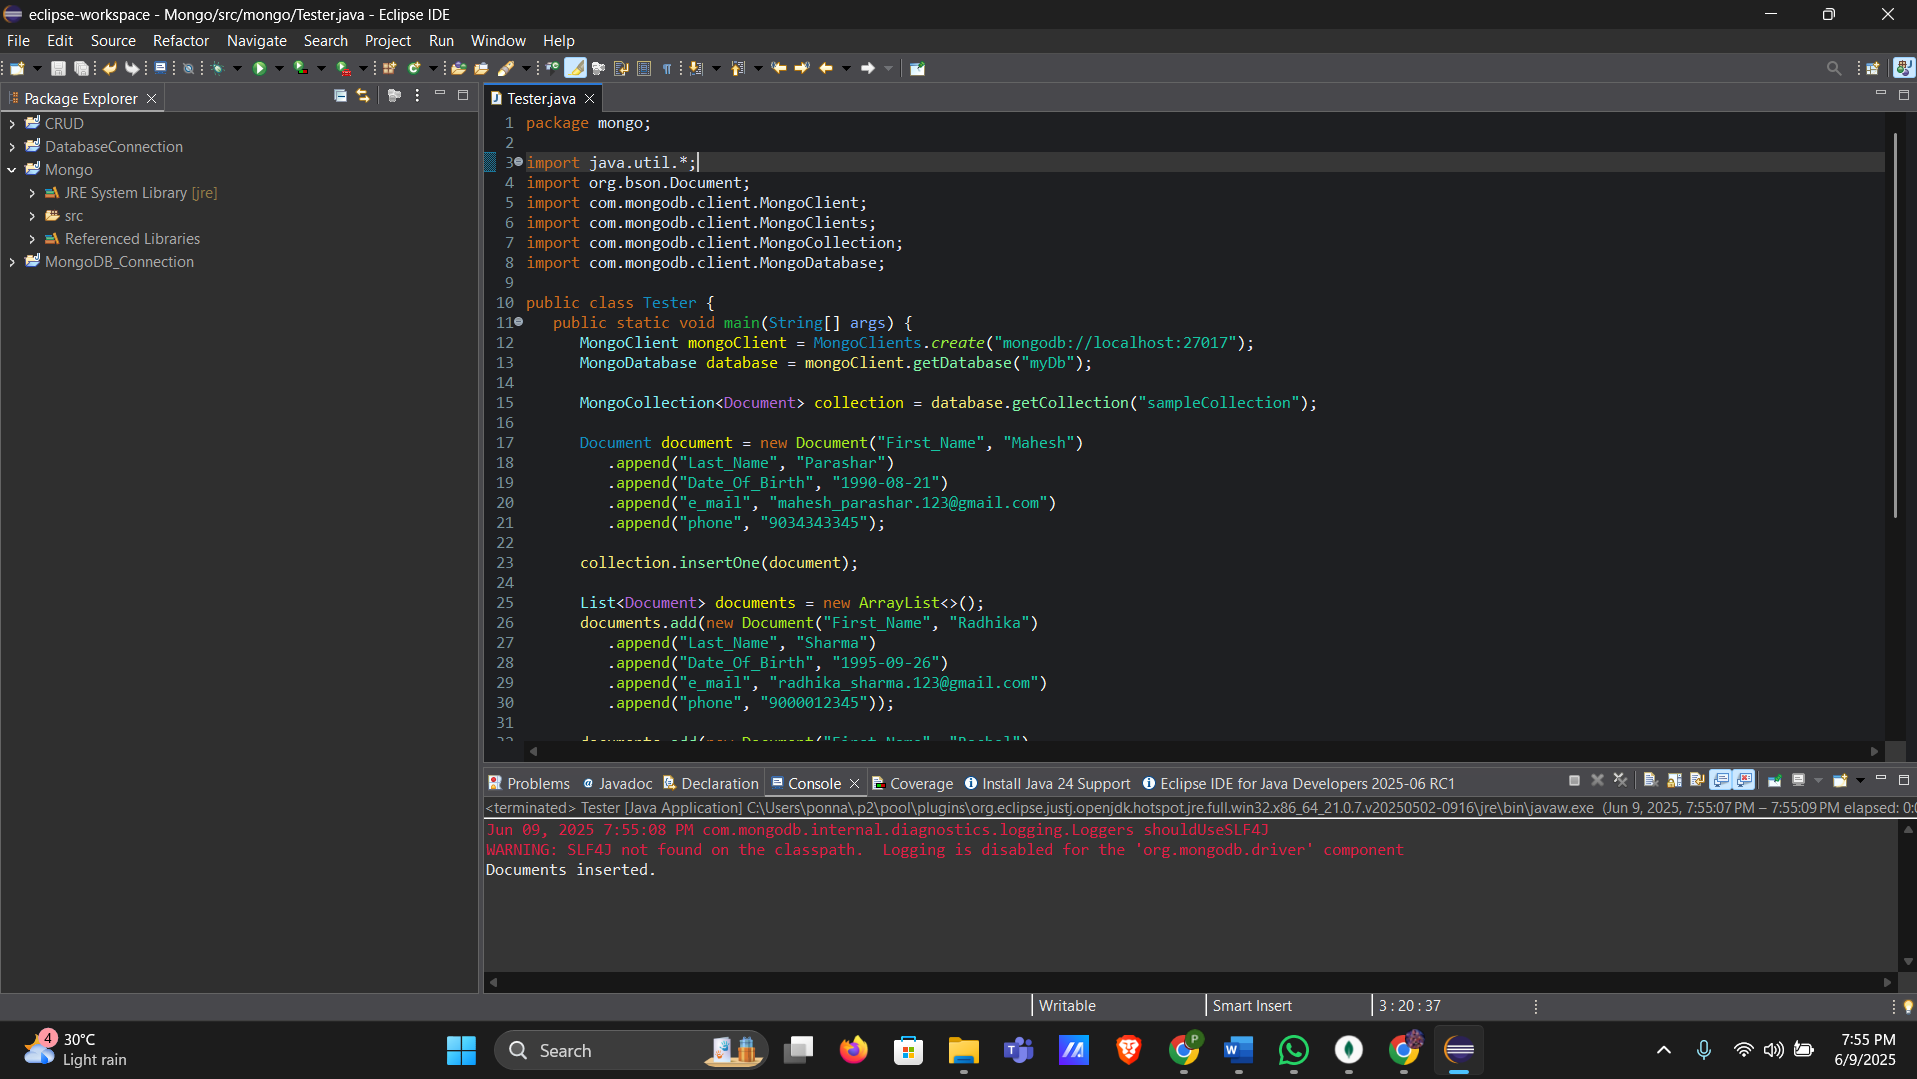 eclipse-workspace - Mongo/src/mongo/Tester.java - Eclipse IDE
File Edit Source Refactor Navigate Search Project Run Window Help
Package Explorer
CRUD
DatabaseConnection
Mongo
JRE System Library [jre]
src
Referenced Libraries
MongoDB_Connection
Tester.java
1 package mongo;
2
3 import java.util.*;
4 import org.bson.Document;
5 import com.mongodb.client.MongoClient;
6 import com.mongodb.client.MongoClients;
7 import com.mongodb.client.MongoCollection;
8 import com.mongodb.client.MongoDatabase;
9
10 public class Tester {
11 public static void main(String[] args) {
12 MongoClient mongoClient = MongoClients.create("mongodb://localhost:27017");
13 MongoDatabase database = mongoClient.getDatabase("myDb");
14
15 MongoCollection<Document> collection = database.getCollection("sampleCollection");
16
17 Document document = new Document("First_Name", "Mahesh")
18 .append("Last_Name", "Parashar")
19 .append("Date_Of_Birth", "1990-08-21")
20 .append("e_mail", "mahesh_parashar.123@gmail.com")
21 .append("phone", "9034343345");
22
23 collection.insertOne(document);
24
25 List<Document> documents = new ArrayList<>();
26 documents.add(new Document("First_Name", "Radhika")
27 .append("Last_Name", "Sharma")
28 .append("Date_Of_Birth", "1995-09-26")
29 .append("e_mail", "radhika_sharma.123@gmail.com")
30 .append("phone", "9000012345"));
31
32 documents.add(new Document("First_Name", "Rachel")
Problems Javadoc Declaration Console Coverage Install Java 24 Support Eclipse IDE for Java Developers 2025-06 RC1
<terminated> Tester [Java Application] C:\Users\ponna\.p2\pool\plugins\org.eclipse.justj.openjdk.hotspot.jre.full.win32.x86_64_21.0.7.v20250502-0916\jre\bin\javaw.exe (Jun 9, 2025, 7:55:07 PM – 7:55:09 PM elapsed: 0:0
Jun 09, 2025 7:55:08 PM com.mongodb.internal.diagnostics.logging.Loggers shouldUseSLF4J
WARNING: SLF4J not found on the classpath.  Logging is disabled for the 'org.mongodb.driver' component
Documents inserted.
Writable Smart Insert 3 : 20 : 37
4
30°C
Light rain
Search
P
7:55 PM
6/9/2025